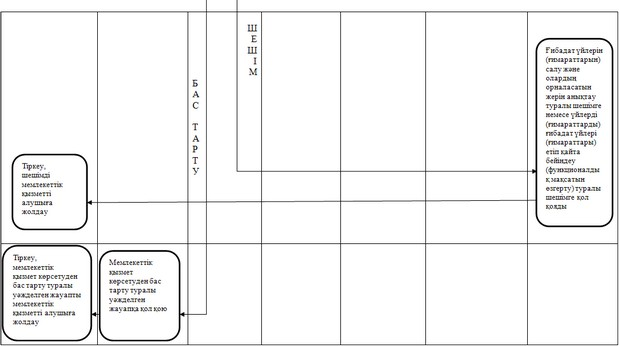 Ш
Е
Ш
І
М
Б
А
С
Т
А
Р
Т
У
Ғибадат үйлерін
(ғимараттарын)
салу және
олардың
орналасатын
жерін анықтау
туралы шешімге
немесе үйлерді
(ғимараттарды)
ғибадат үйлері
(ғимараттары)
етіп қайта
бейіндеу
(функционалды
қ мақсатын
өзгерту) туралы
шешімге қол
қояды
Тіркеу,
шешімді
мемлекеттік
қызметті
алушыға
жолдау
Тіркеу,
мемлекеттік
қызмет көрсетуден
бас тарту туралы
уәжделген жауапты
мемлекеттік
қызметті алушыға
жолдау
Мемлекеттік
қызмет
көрсетуден бас
тарту туралы
уәжделген
жауапқа қол қою